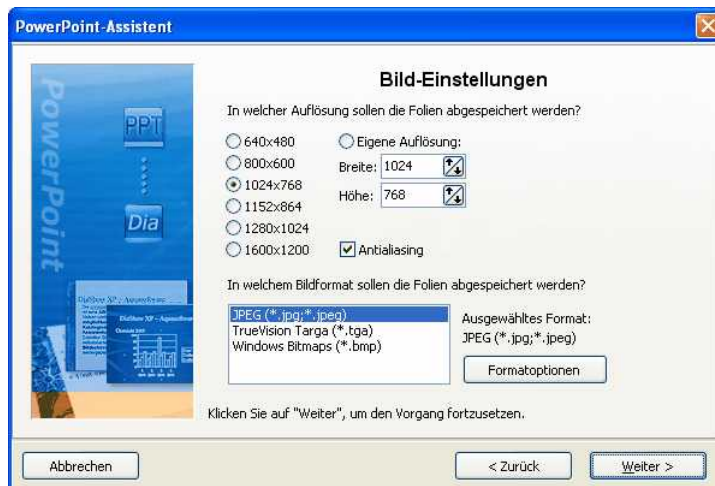 PowerPoint-Assistent
PowerPoint
PPT
Dia
Bild-Einstellungen
In welcher Auflösung sollen die Folien abgespeichert werden?
640x480
800x600
1024x768
1152x864
1280x1024
1600x1200
Eigene Auflösung:
Breite: 1024
Höhe: 768
Antialiasing
In welchem Bildformat sollen die Folien abgespeichert werden?
JPEG (*.jpg;*.jpeg)
TrueVision Targa (*.tga)
Windows Bitmaps (*.bmp)
Ausgewähltes Format:
JPEG (*.jpg;*.jpeg)
Formatoptionen
Klicken Sie auf "Weiter", um den Vorgang fortzusetzen.
Abbrechen
< Zurück
Weiter >